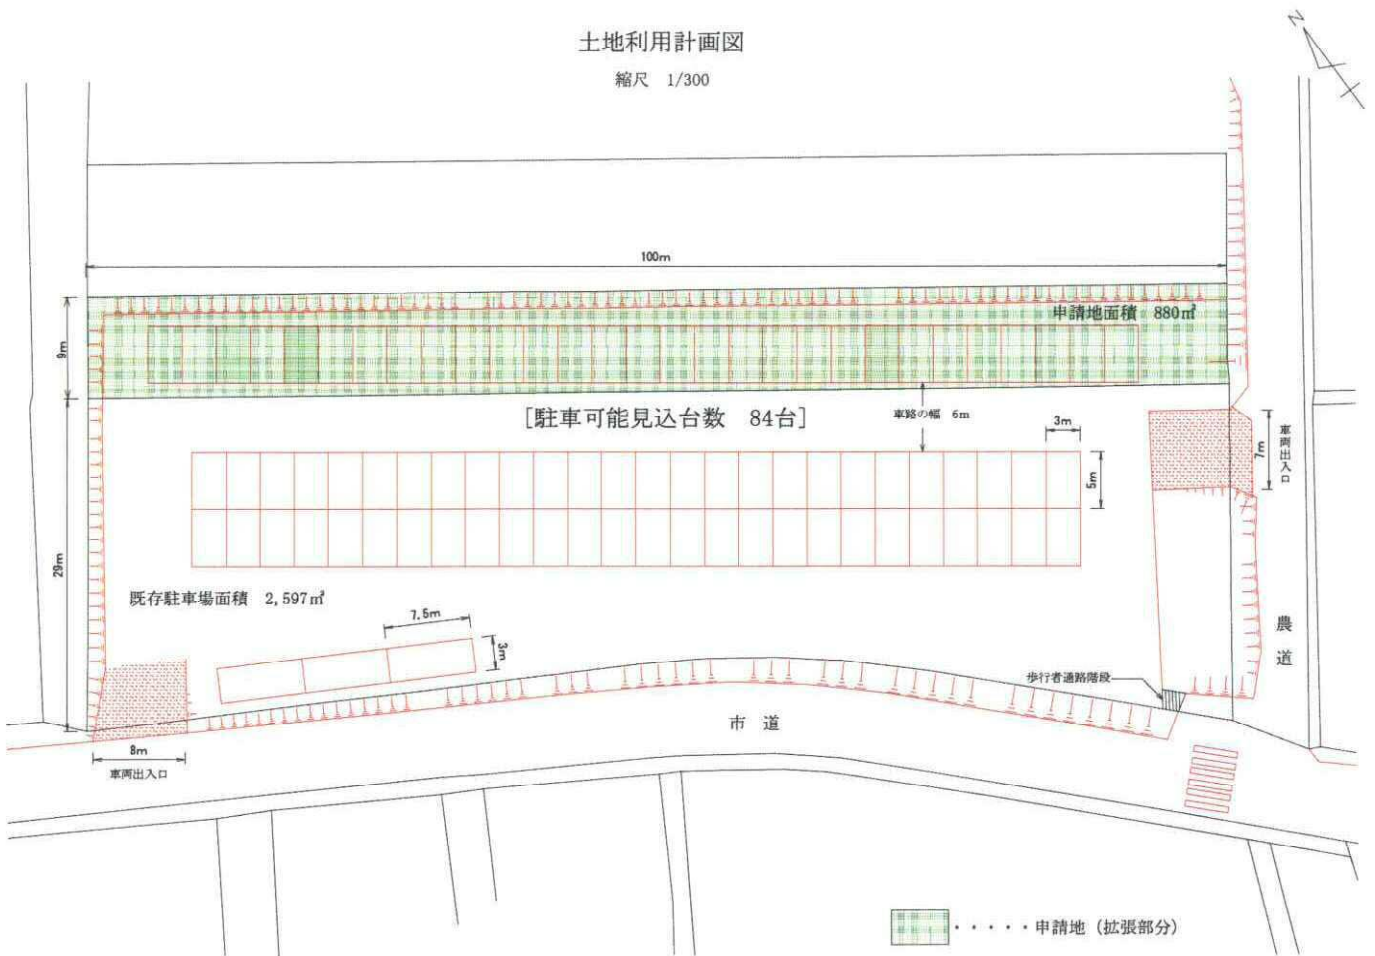 土地利用計画図
縮尺 1/300
N
100m
申請地面積 880㎡
9m
[駐車可能見込台数 84台]
車路の幅 6m
3m
7m
車両出入口
5m
29m
既存駐車場面積 2,597㎡
7.5m
3m
農道
歩行者通路階段
市道
8m
車両出入口
・・・・・申請地（拡張部分）